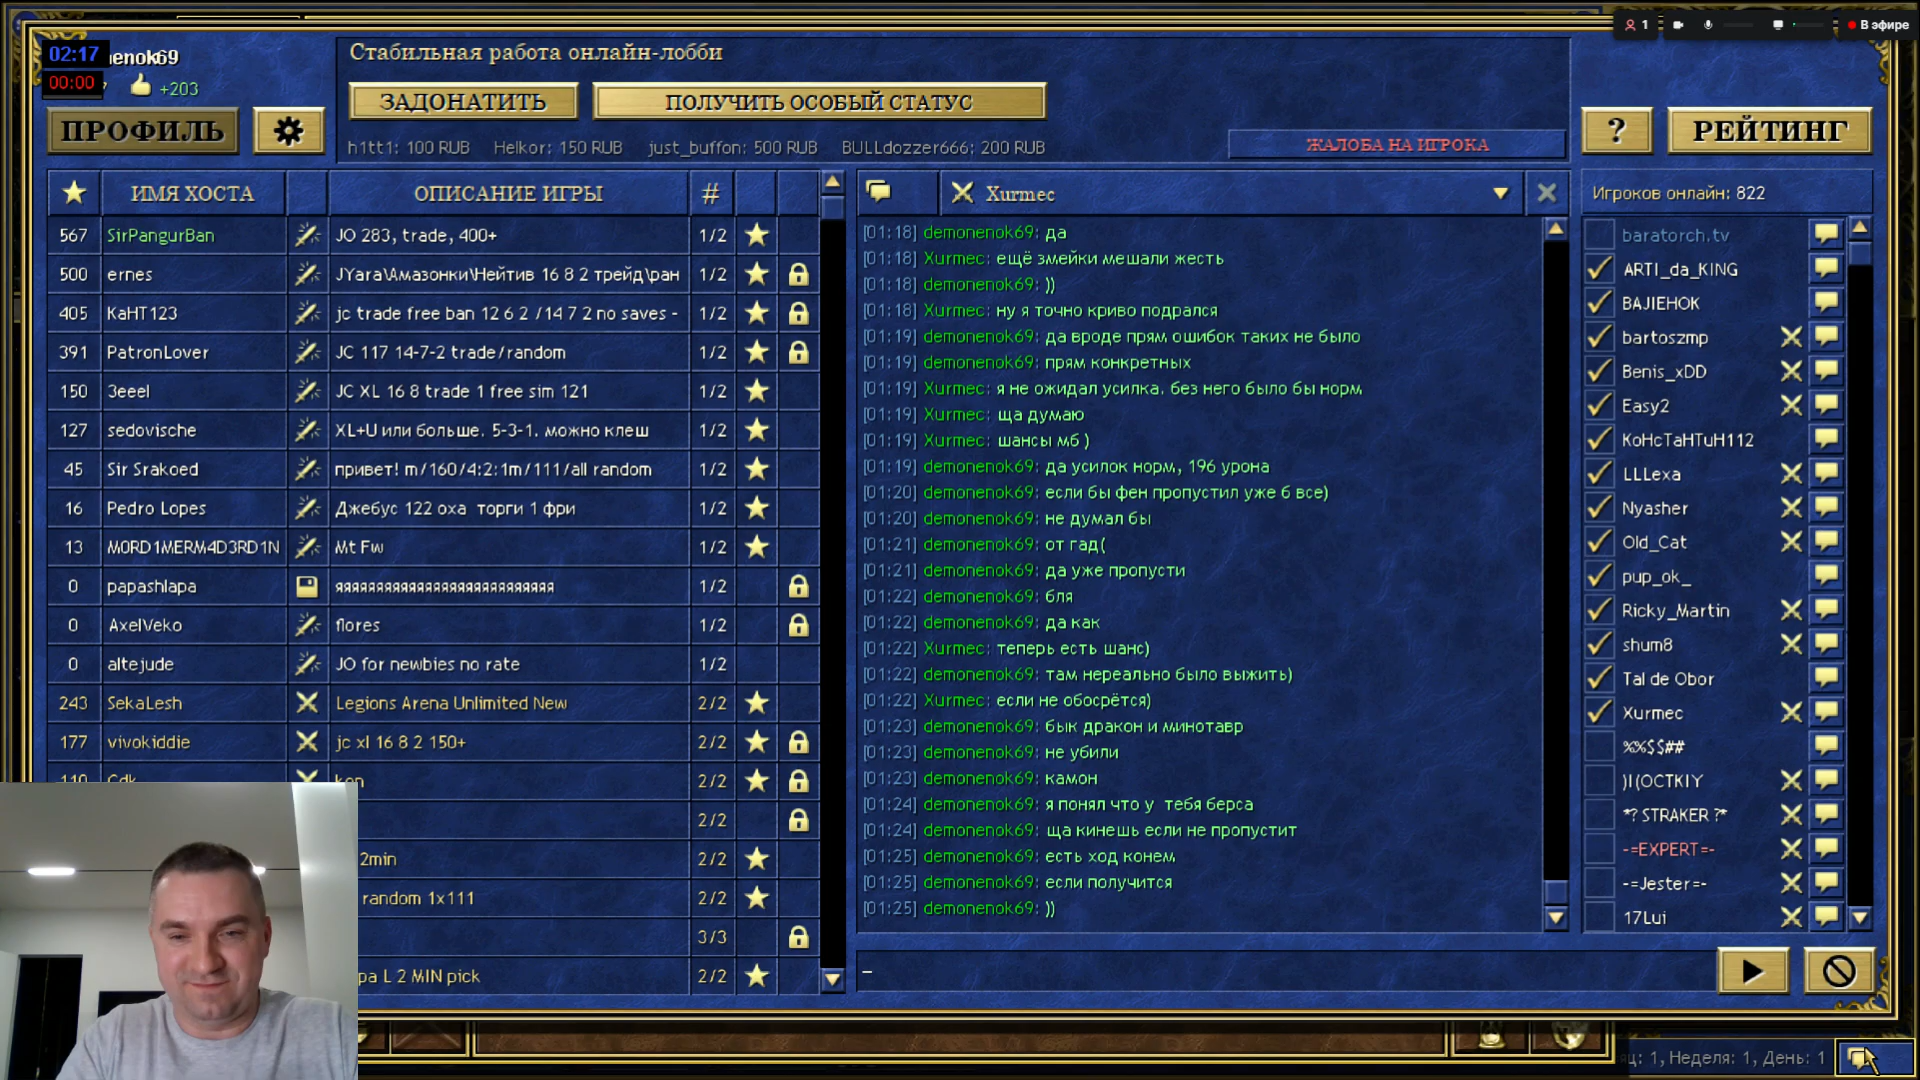 02:17
00:00
enok69
+203
ПРОФИЛЬ
Стабильная работа онлайн-лобби
ЗАДОНАТИТЬ
ПОЛУЧИТЬ ОСОБЫЙ СТАТУС
h1tt1: 100 RUB Helkor: 150 RUB just_buffon: 500 RUB BULLdozzer666: 200 RUB
ЖАЛОБА НА ИГРОКА
1
В эфире
?
РЕЙТИНГ
ИМЯ ХОСТА ОПИСАНИЕ ИГРЫ #
567 SirPangurBan JO 283, trade, 400+ 1/2
500 ernes JYara\Амазонки\Нейтив 16 8 2 трейд\ран 1/2
405 KaHT123 jc trade free ban 12 6 2 /14 7 2 no saves - 1/2
391 PatronLover JC 117 14-7-2 trade/random 1/2
150 3eeel JC XL 16 8 trade 1 free sim 121 1/2
127 sedovische XL+U или больше. 5-3-1. можно клеш 1/2
45 Sir Srakoed привет! m/160/4:2:1m/111/all random 1/2
16 Pedro Lopes Джебус 122 оха торги 1 фри 1/2
13 M0RD1MERM4D3RD1N Mt Fw 1/2
0 papashlapa яяяяяяяяяяяяяяяяяяяяяяяяяяя 1/2
0 AxelVeko flores 1/2
0 altejude JO for newbies no rate 1/2
243 SekaLesh Legions Arena Unlimited New 2/2
177 vivokiddie jc xl 16 8 2 150+ 2/2
2/2
2/2
2min 2/2
random 1x111 2/2
3/3
pa L 2 MIN pick 2/2
Xurmec
[01:18] demonenok69: да
[01:18] Xurmec: ещё змейки мешали жесть
[01:18] demonenok69: ))
[01:18] Xurmec: ну я точно криво подрался
[01:19] demonenok69: да вроде прям ошибок таких не было
[01:19] demonenok69: прям конкретных
[01:19] Xurmec: я не ожидал усилка. без него было бы норм
[01:19] Xurmec: ща думаю
[01:19] Xurmec: шансы мб )
[01:19] demonenok69: да усилок норм, 196 урона
[01:20] demonenok69: если бы фен пропустил уже б все)
[01:20] demonenok69: не думал бы
[01:21] demonenok69: от гад(
[01:21] demonenok69: да уже пропусти
[01:22] demonenok69: бля
[01:22] demonenok69: да как
[01:22] Xurmec: теперь есть шанс)
[01:22] demonenok69: там нереально было выжить)
[01:22] Xurmec: если не обосрётся)
[01:23] demonenok69: бык дракон и минотавр
[01:23] demonenok69: не убили
[01:23] demonenok69: камон
[01:24] demonenok69: я понял что у тебя берса
[01:24] demonenok69: ща кинешь если не пропустит
[01:25] demonenok69: есть ход конем
[01:25] demonenok69: если получится
[01:25] demonenok69: ))
Игроков онлайн: 822
baratorch.tv
ARTI_da_KING
BAJIEHOK
bartoszmp
Benis_xDD
Easy2
KoHcTaHTuH112
LLLexa
Nyasher
Old_Cat
pup_ok_
Ricky_Martin
shum8
Tal de Obor
Xurmec
%%$$##
)I(OCTKIY
*? STRAKER ?*
-=EXPERT=-
-=Jester=-
17Lui
: 1, Неделя: 1, День: 1